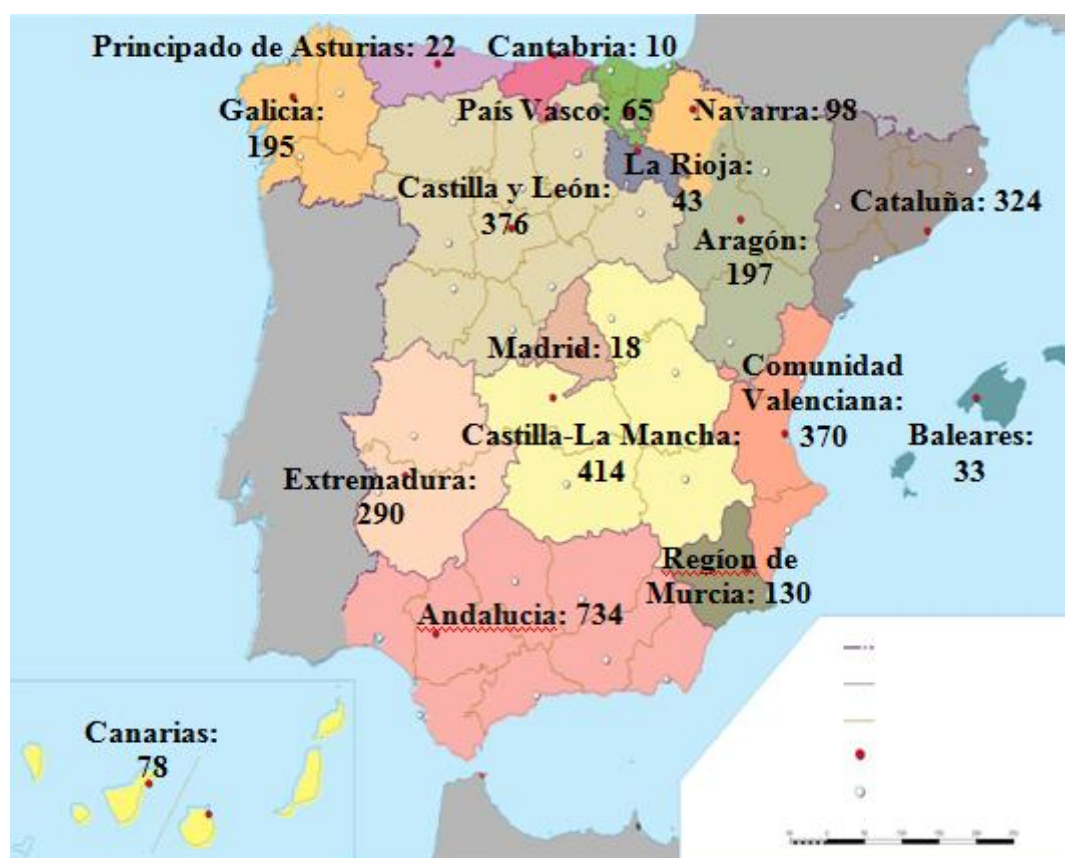 Principado de Asturias: 22
Cantabria: 10
Galicia:
195
País Vasco: 65
Navarra: 98
La Rioja:
43
Castilla y León:
376
Cataluña: 324
Aragón:
197
Madrid: 18
Comunidad
Valenciana:
370
Castilla-La Mancha:
414
Baleares:
33
Extremadura:
290
Regíon de
Murcia: 130
Andalucia: 734
Canarias:
78